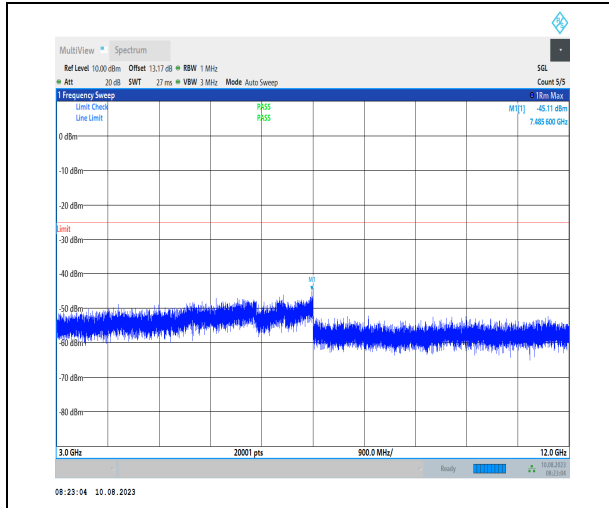 MultiView Spectrum
Ref Level 10.00 dBm Offset 13.17 dB RBW 1 MHz SGL
Att 20 dB SWT 27 ms VBW 3 MHz Mode Auto Sweep Count 5/5
1 Frequency Sweep 1Rm Max
Limit Check PASS M1[1] -45.11 dBm
Line Limit PASS 7.485 600 GHz
0 dBm
-10 dBm
-20 dBm
Limit
-30 dBm
-40 dBm
M1
-50 dBm
-60 dBm
-70 dBm
-80 dBm
3.0 GHz 20001 pts 900.0 MHz/ 12.0 GHz
Ready 10.08.2023
08:23:04
08:23:04 10.08.2023